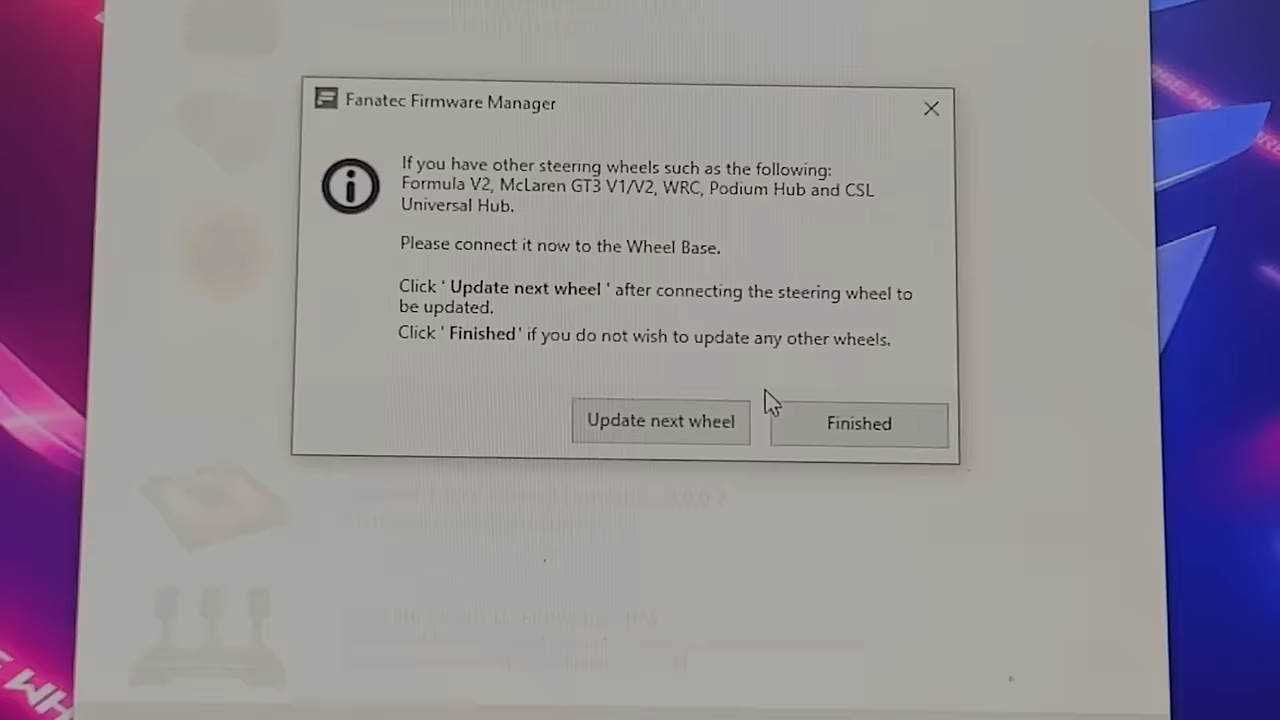 Fanatec Firmware Manager
If you have other steering wheels such as the following:
Formula V2, McLaren GT3 V1/V2, WRC, Podium Hub and CSL
Universal Hub.
Please connect it now to the Wheel Base.
Click ' Update next wheel ' after connecting the steering wheel to
be updated.
Click ' Finished' if you do not wish to update any other wheels.
Update next wheel
Finished